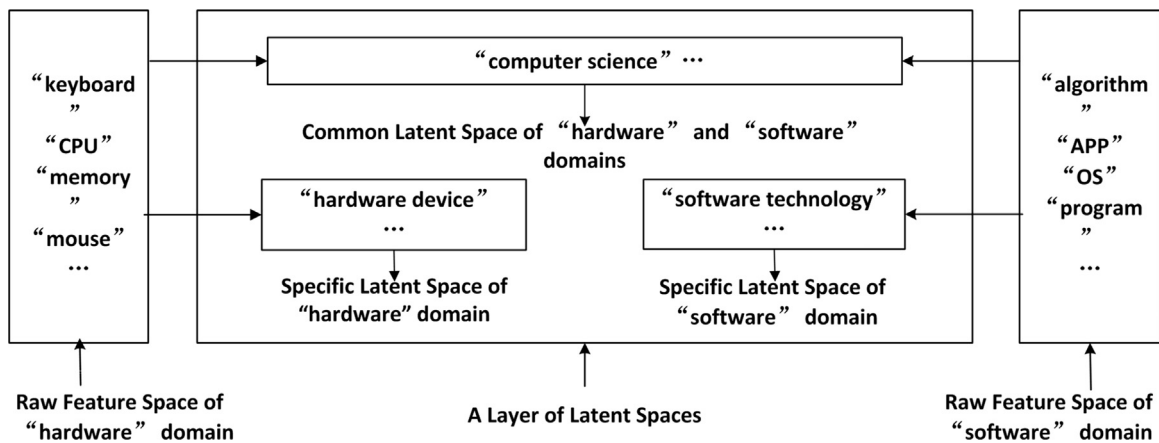 “keyboard
”
“CPU”
“memory
”
“mouse”
...
“computer science” ...
Common Latent Space of “hardware” and “software”
domains
“hardware device”
...
Specific Latent Space of
“hardware” domain
“software technology”
...
Specific Latent Space of
“software” domain
“algorithm
”
“APP”
“OS”
“program
”
...
Raw Feature Space of
“hardware” domain
A Layer of Latent Spaces
Raw Feature Space of
“software” domain